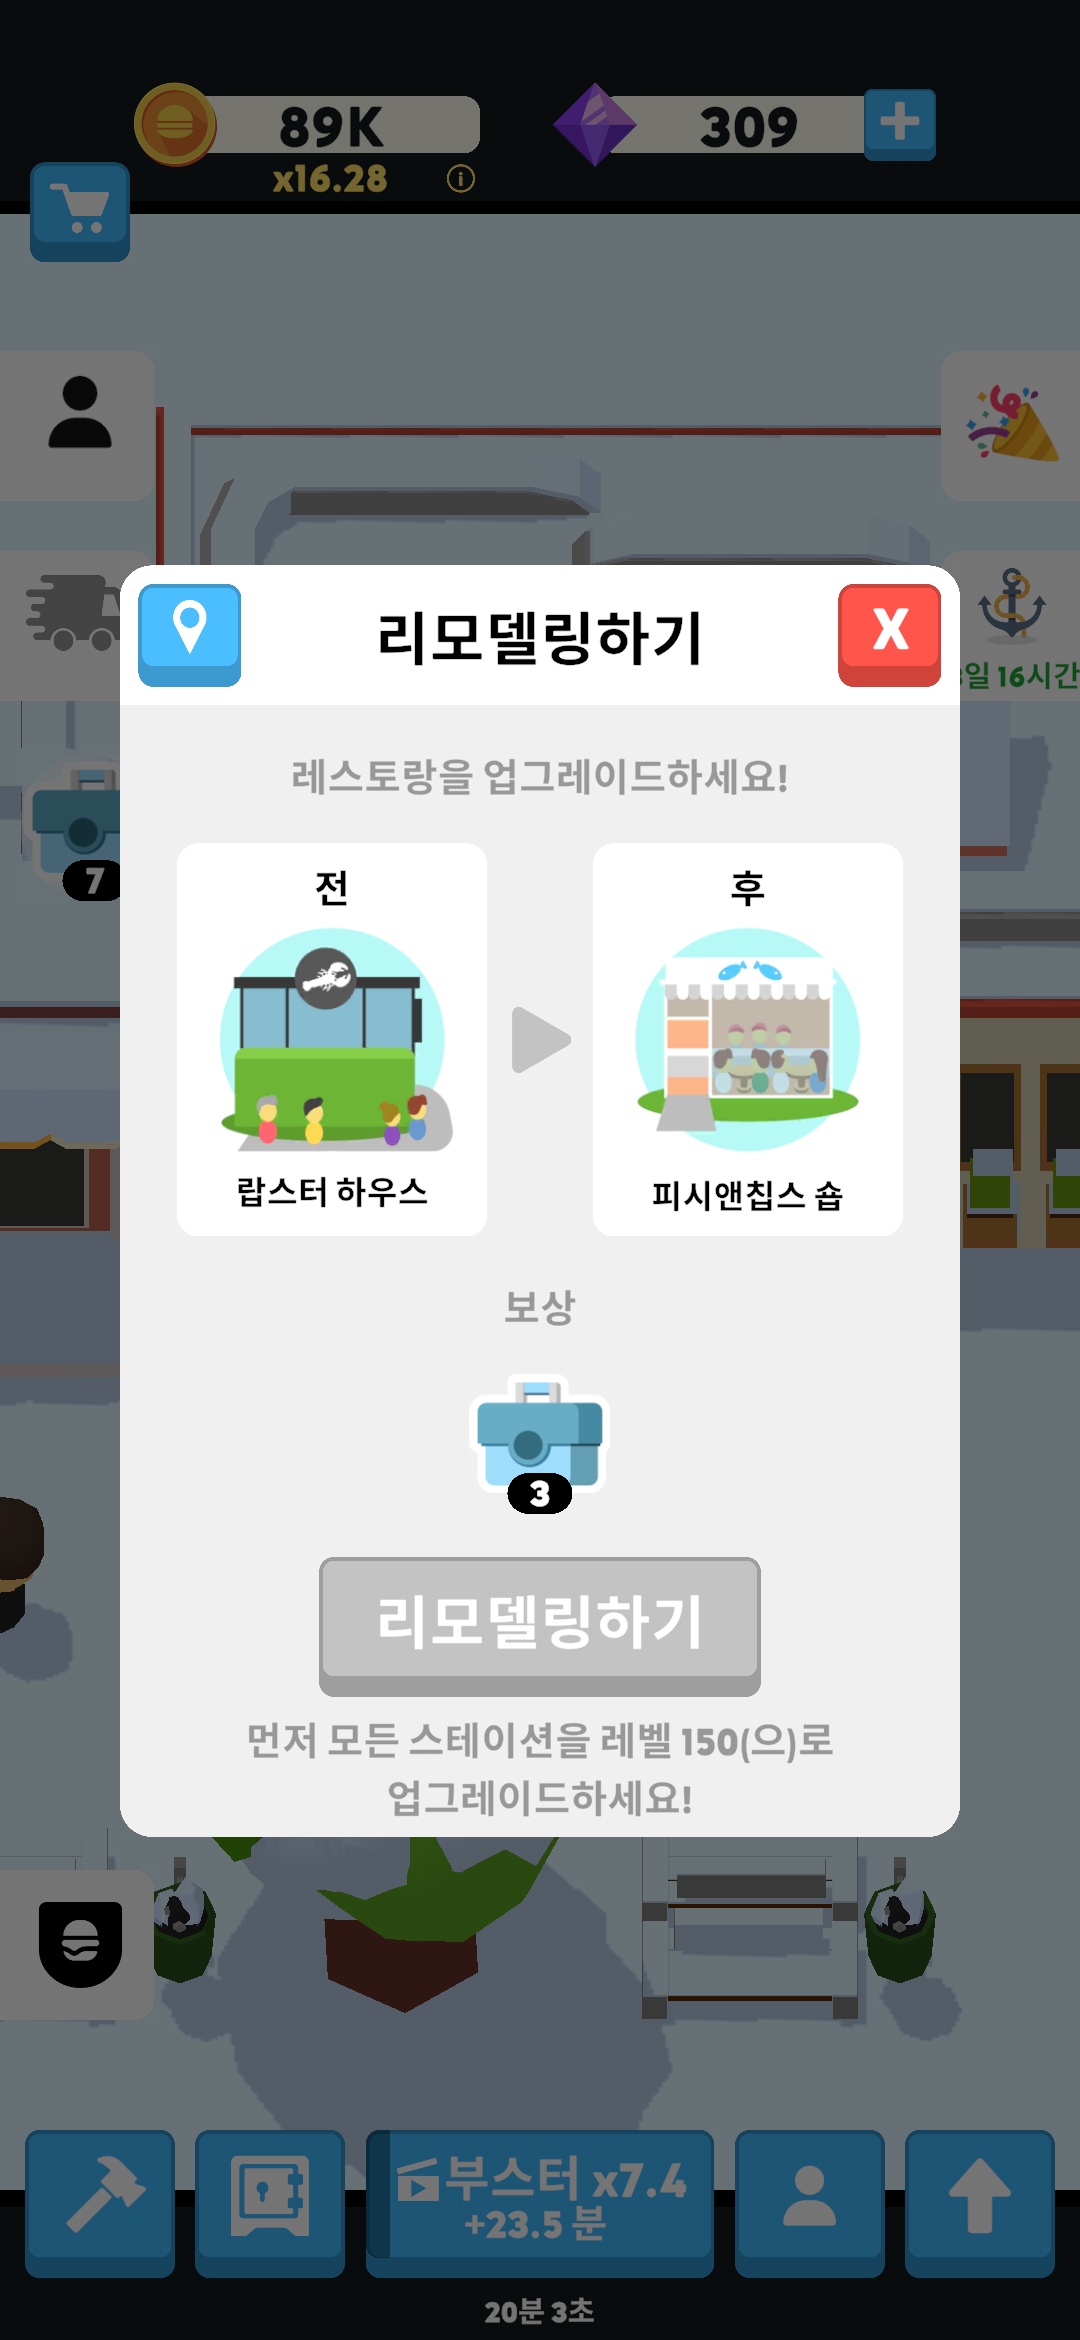 89K
309
x16.28
리모델링하기
X
일 16시간
레스토랑을 업그레이드하세요!
7
전
후
랍스터 하우스
피시앤칩스 숍
보상
3
리모델링하기
먼저 모든 스테이션을 레벨 150(으)로
업그레이드하세요!
부스터 x7.4
+23.5 분
20분 3초